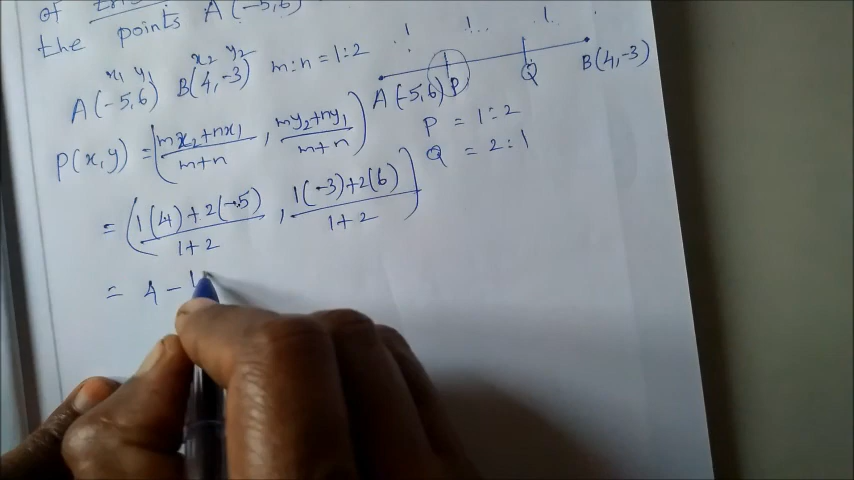 of
the points A(-5,6)
x₁ y₁ x₂ y₂
A(-5,6) B(4,-3) m:n = 1:2
A(-5,6) P Q B(4,-3)
P(x,y) = (mx₂+nx₁/m+n , my₂+ny₁/m+n)
P = 1:2
Q = 2:1
= (1(4)+2(-5)/1+2 , 1(-3)+2(6)/1+2)
= 4 - 1